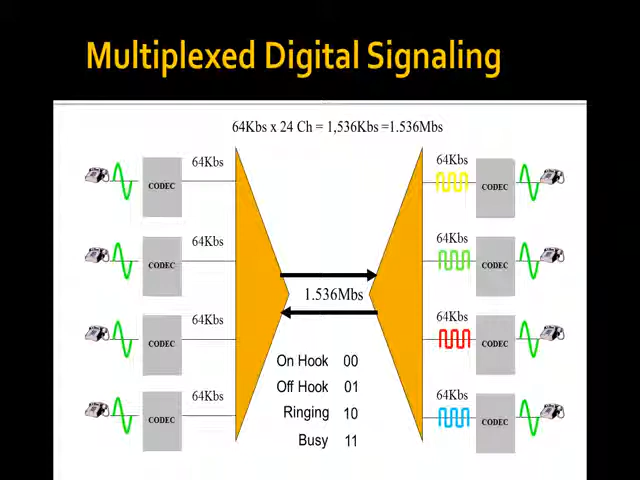 Multiplexed Digital Signaling
64Kbs x 24 Ch = 1,536Kbs =1.536Mbs
64Kbs
CODEC
64Kbs
CODEC
64Kbs
CODEC
64Kbs
CODEC
1.536Mbs
64Kbs
CODEC
64Kbs
CODEC
64Kbs
CODEC
64Kbs
CODEC
On Hook 00
Off Hook 01
Ringing 10
Busy 11